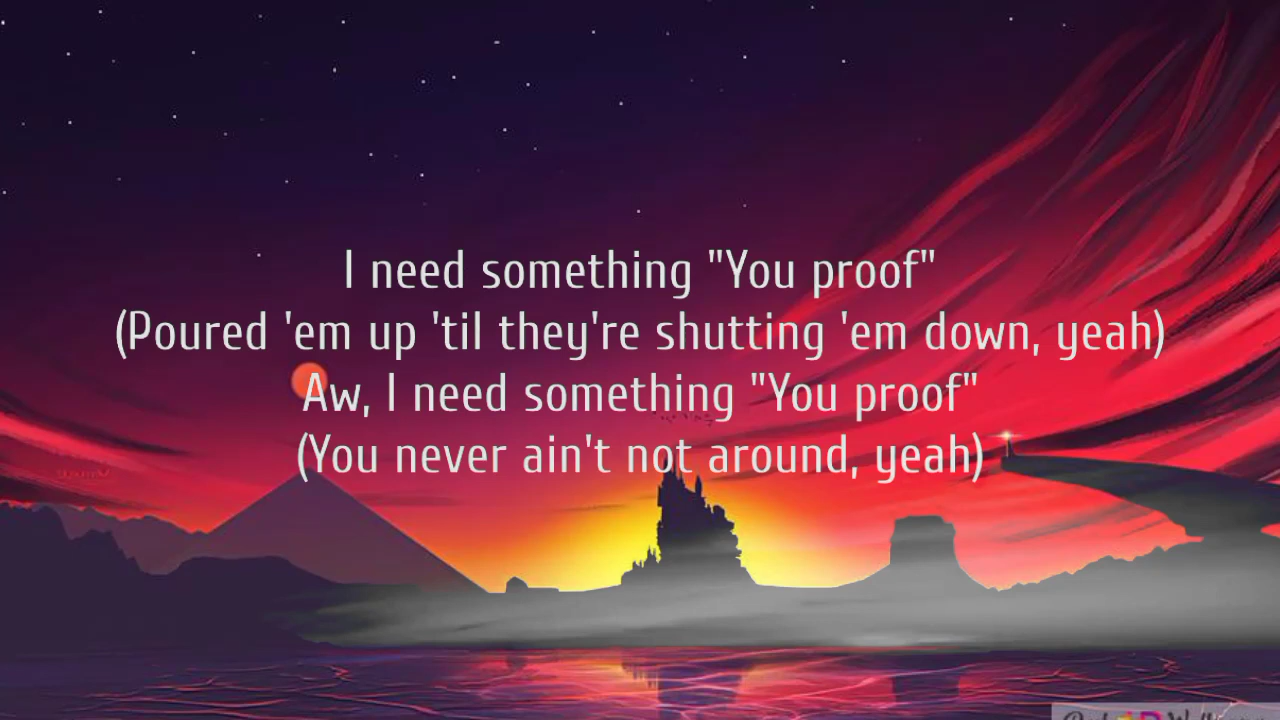 I need something "You proof"
(Poured 'em up 'til they're shutting 'em down, yeah)
Aw, I need something "You proof"
(You never ain't not around, yeah)